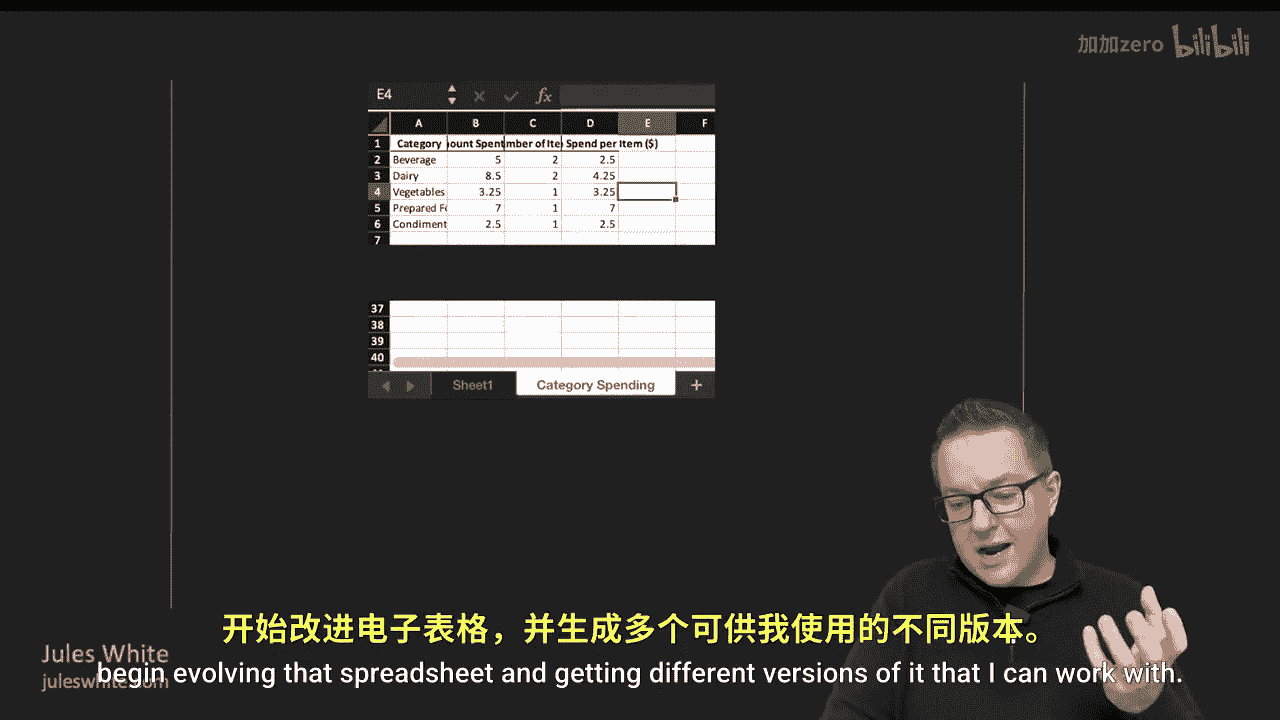 加加zero bilibili
E4 fx
A B C D E F
1 Category ount Spent mber of Ite Spend per Item ($)
2 Beverage 5 2 2.5
3 Dairy 8.5 2 4.25
4 Vegetables 3.25 1 3.25
5 Prepared Fo 7 1 7
6 Condiment 2.5 1 2.5
7
37
38
39
40
Sheet1 Category Spending +
开始改进电子表格，并生成多个可供我使用的不同版本。
Jules White
begin evolving that spreadsheet and getting different versions of it that I can work with.
juleswhite.com